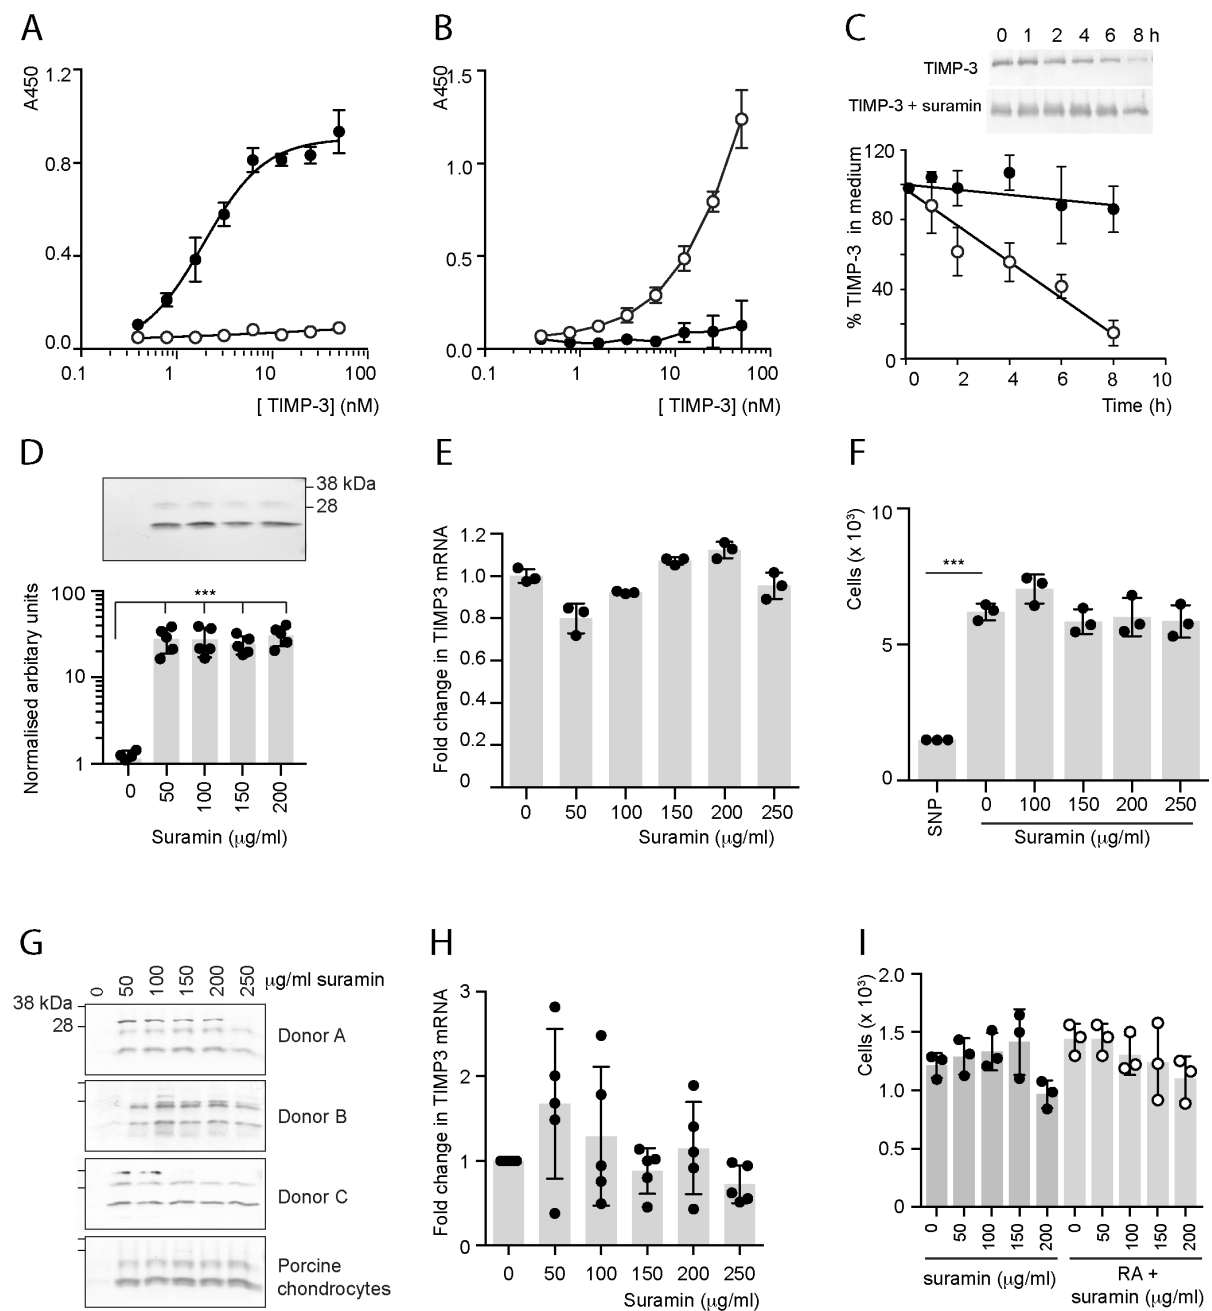 A
A450
1.2
0.8
0.4
0.0
0.1 1 10 100
[ TIMP-3] (nM)
B
A450
1.5
1.0
0.5
0.0
0.1 1 10 100
[ TIMP-3] (nM)
C
0 1 2 4 6 8 h
TIMP-3
TIMP-3 + suramin
% TIMP-3 in medium
120
80
40
0
0 2 4 6 8 10
Time (h)
D
38 kDa
28
Normalised arbitary units
100
10
1
***
0 50 100 150 200
Suramin (µg/ml)
E
Fold change in TIMP3 mRNA
1.2
1.0
0.8
0.6
0.4
0.2
0
0 50 100 150 200 250
Suramin (µg/ml)
F
Cells (x 10³)
10
5
0
***
SNP 0 100 150 200 250
Suramin (µg/ml)
G
0 50 100 150 200 250 µg/ml suramin
38 kDa
28
Donor A
Donor B
Donor C
Porcine
chondrocytes
H
Fold change in TIMP3 mRNA
3
2
1
0
0 50 100 150 200 250
Suramin (µg/ml)
I
Cells (x 10³)
2.0
1.5
1.0
0.5
0
0 50 100 150 200 0 50 100 150 200
suramin (µg/ml)
RA +
suramin (µg/ml)